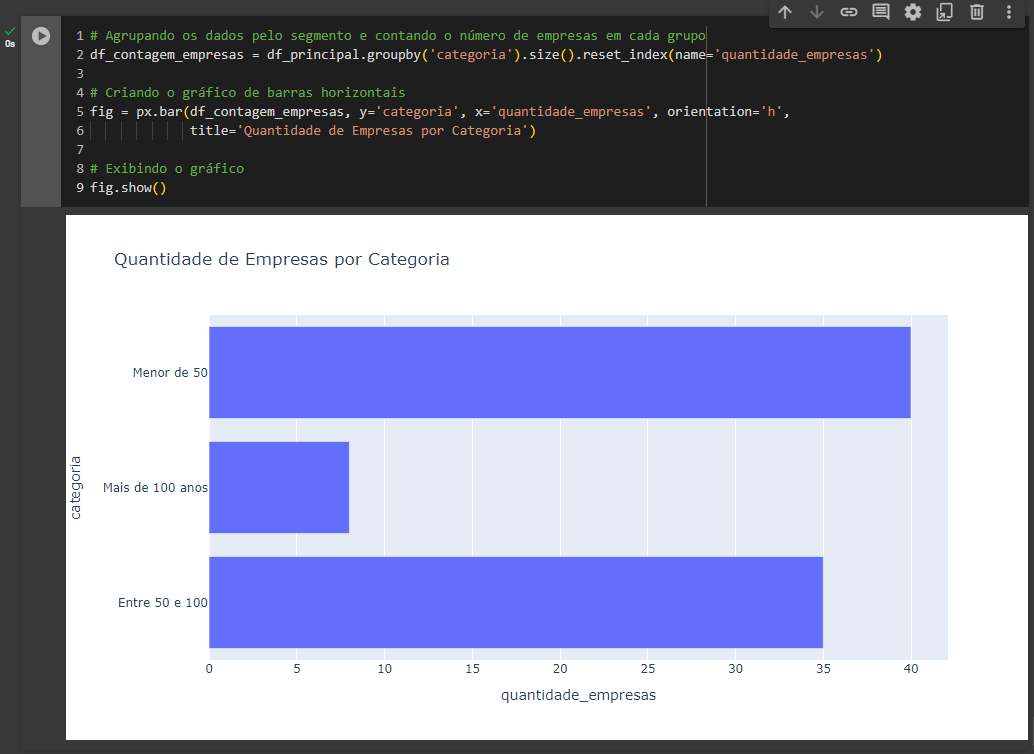 0s
1 # Agrupando os dados pelo segmento e contando o número de empresas em cada grupo
2 df_contagem_empresas = df_principal.groupby('categoria').size().reset_index(name='quantidade_empresas')
3
4 # Criando o gráfico de barras horizontais
5 fig = px.bar(df_contagem_empresas, y='categoria', x='quantidade_empresas', orientation='h',
6 title='Quantidade de Empresas por Categoria')
7
8 # Exibindo o gráfico
9 fig.show()
Quantidade de Empresas por Categoria
Menor de 50
Mais de 100 anos
Entre 50 e 100
categoria
0 5 10 15 20 25 30 35 40
quantidade_empresas